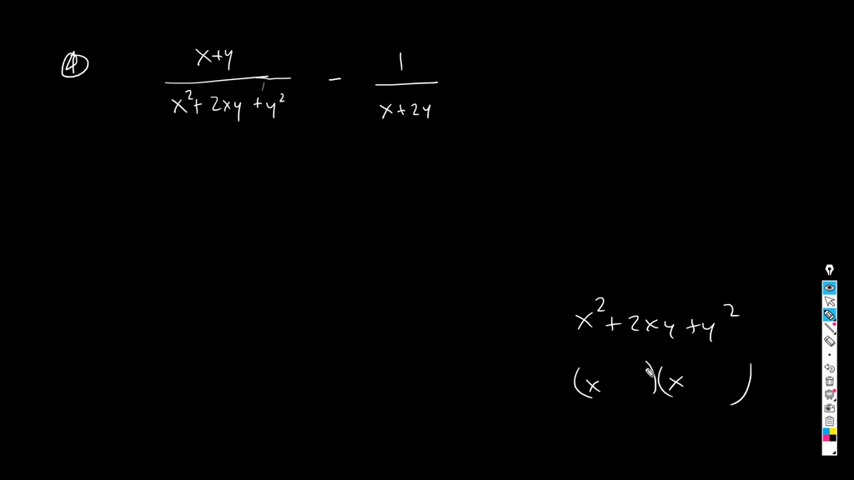 ④ x+y / x²+2xy+y² - 1 / x+2y
x²+2xy+y²
(x )(x )